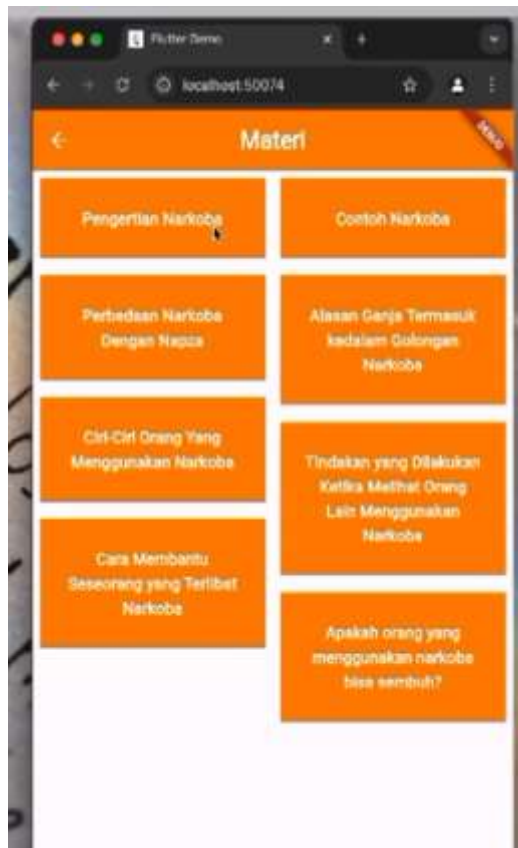 Flutter Demo
localhost:50074
Materi
DEBUG
Pengertian Narkoba
Contoh Narkoba
Perbedaan Narkoba
Dengan Napza
Alasan Ganja Termasuk
kedalam Golongan
Narkoba
Ciri-Ciri Orang Yang
Menggunakan Narkoba
Tindakan yang Dilakukan
Ketika Melihat Orang
Lain Menggunakan
Narkoba
Cara Membantu
Seseorang yang Terlibat
Narkoba
Apakah orang yang
menggunakan narkoba
bisa sembuh?